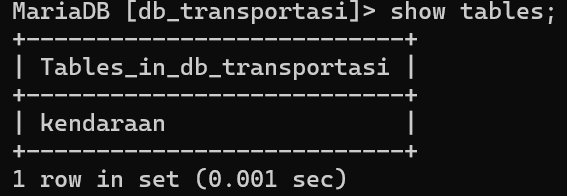 MariaDB [db_transportasi]> show tables;
+---------------------------+
| Tables_in_db_transportasi |
+---------------------------+
| kendaraan                 |
+---------------------------+
1 row in set (0.001 sec)